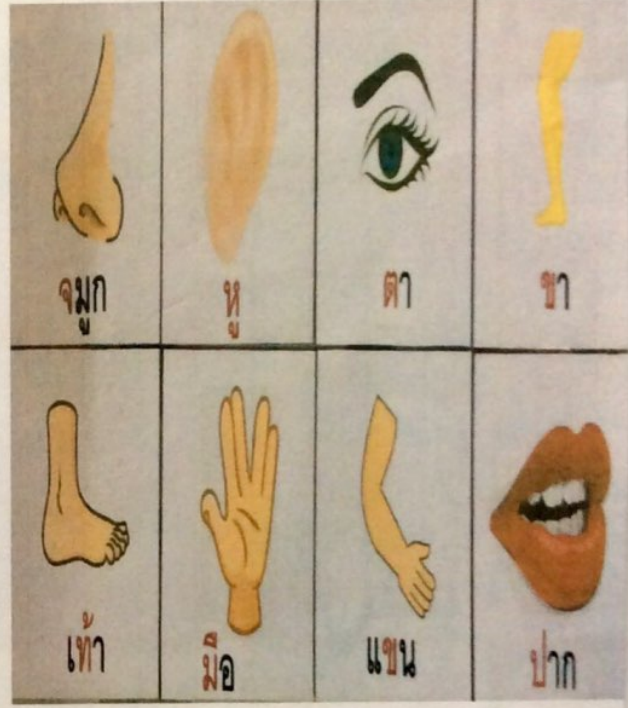 จมูก
หู
ตา
ขา
เท้า
มือ
แขน
ปาก